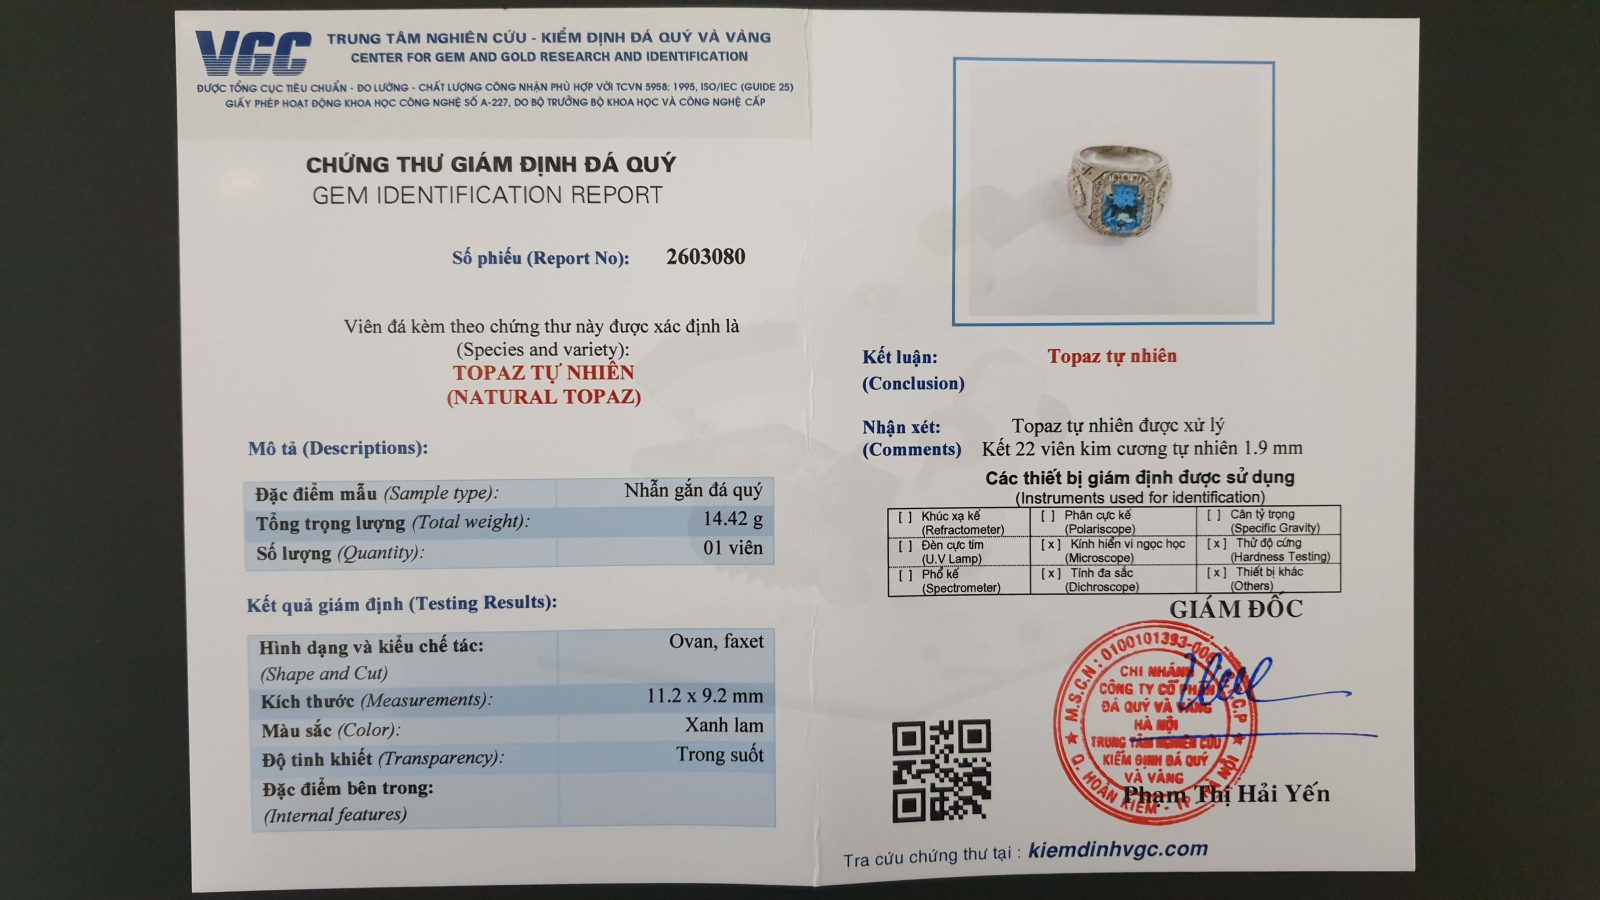 VGC
TRUNG TÂM NGHIÊN CỨU - KIỂM ĐỊNH ĐÁ QUÝ VÀ VÀNG
CENTER FOR GEM AND GOLD RESEARCH AND IDENTIFICATION
ĐƯỢC TỔNG CỤC TIÊU CHUẨN - ĐO LƯỜNG - CHẤT LƯỢNG CÔNG NHẬN PHÙ HỢP VỚI TCVN 5958: 1995, ISO/IEC (GUIDE 25)
GIẤY PHÉP HOẠT ĐỘNG KHOA HỌC CÔNG NGHỆ SỐ A-227, DO BỘ TRƯỞNG BỘ KHOA HỌC VÀ CÔNG NGHỆ CẤP
CHỨNG THƯ GIÁM ĐỊNH ĐÁ QUÝ
GEM IDENTIFICATION REPORT
Số phiếu (Report No): 2603080
Viên đá kèm theo chứng thư này được xác định là
(Species and variety):
TOPAZ TỰ NHIÊN
(NATURAL TOPAZ)
Mô tả (Descriptions):
Đặc điểm mẫu (Sample type): Nhẫn gắn đá quý
Tổng trọng lượng (Total weight): 14.42 g
Số lượng (Quantity): 01 viên
Kết quả giám định (Testing Results):
Hình dạng và kiểu chế tác: Ovan, faxet
(Shape and Cut)
Kích thước (Measurements): 11.2 x 9.2 mm
Màu sắc (Color): Xanh lam
Độ tinh khiết (Transparency): Trong suốt
Đặc điểm bên trong:
(Internal features)
Kết luận: Topaz tự nhiên
(Conclusion)
Nhận xét: Topaz tự nhiên được xử lý
(Comments) Kết 22 viên kim cương tự nhiên 1.9 mm
Các thiết bị giám định được sử dụng
(Instruments used for identification)
[ ] Khúc xạ kế [ ] Phân cực kế [ ] Cân tỷ trọng
(Refractometer) (Polariscope) (Specific Gravity)
[ ] Đèn cực tím [x] Kính hiển vi ngọc học [x] Thử độ cứng
(U.V Lamp) (Microscope) (Hardness Testing)
[ ] Phổ kế [x] Tính đa sắc [x] Thiết bị khác
(Spectrometer) (Dichroscope) (Others)
GIÁM ĐỐC
M.S.C.N: 0100101393-00
C.P
CHI NHÁNH
CÔNG TY CỔ PHẦN
ĐÁ QUÝ VÀ VÀNG
HÀ NỘI
TRUNG TÂM NGHIÊN CỨU
KIỂM ĐỊNH ĐÁ QUÝ
VÀ VÀNG
Q. HOÀN KIẾM - TP. HÀ NỘI
Phạm Thị Hải Yến
Tra cứu chứng thư tại : kiemdinhvgc.com